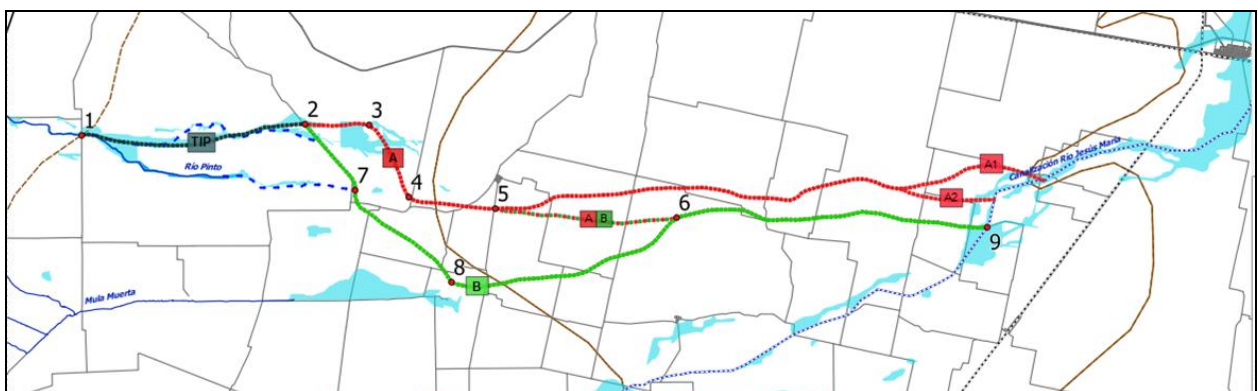 1
TIP
Río Pinto
2
3
A
4
7
5
A B
6
8
B
A1
A2
9
Canalización Río Jesús María
Mula Muerta